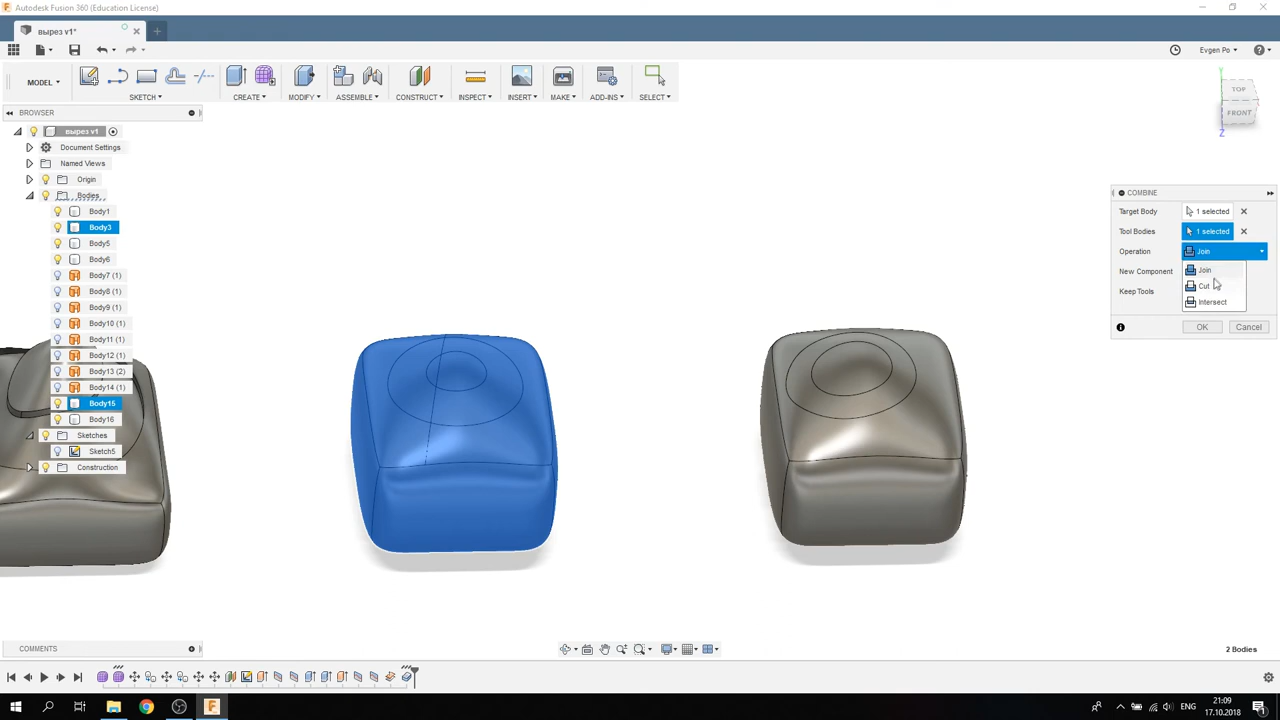 Autodesk Fusion 360 (Education License)
вырез v1*
Evgen Po
MODEL
SKETCH
CREATE
MODIFY
ASSEMBLE
CONSTRUCT
INSPECT
INSERT
MAKE
ADD-INS
SELECT
TOP
FRONT
Y
Z
BROWSER
вырез v1
Document Settings
Named Views
Origin
Bodies
Body1
Body3
Body5
Body6
Body7 (1)
Body8 (1)
Body9 (1)
Body10 (1)
Body11 (1)
Body12 (1)
Body13 (2)
Body14 (1)
Body15
Body16
Sketches
Sketch5
Construction
COMBINE
Target Body 1 selected
Tool Bodies 1 selected
Operation Join
Join
New Component
Cut
Keep Tools
Intersect
OK Cancel
COMMENTS
2 Bodies
ENG
21:09
17.10.2018
1